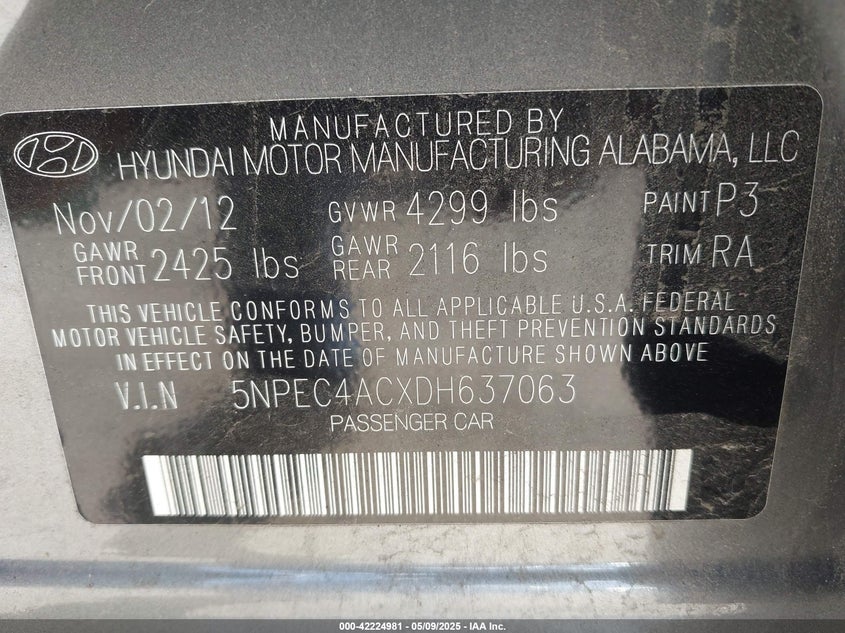 MANUFACTURED BY
HYUNDAI MOTOR MANUFACTURING ALABAMA, LLC
Nov/02/12 GVWR 4299 lbs PAINT P3
GAWR FRONT 2425 lbs GAWR REAR 2116 lbs TRIM RA
THIS VEHICLE CONFORMS TO ALL APPLICABLE U.S.A. FEDERAL
MOTOR VEHICLE SAFETY, BUMPER, AND THEFT PREVENTION STANDARDS
IN EFFECT ON THE DATE OF MANUFACTURE SHOWN ABOVE
V.I.N 5NPEC4ACXDH637063
PASSENGER CAR
000-42224981 - 05/09/2025 - IAA Inc.